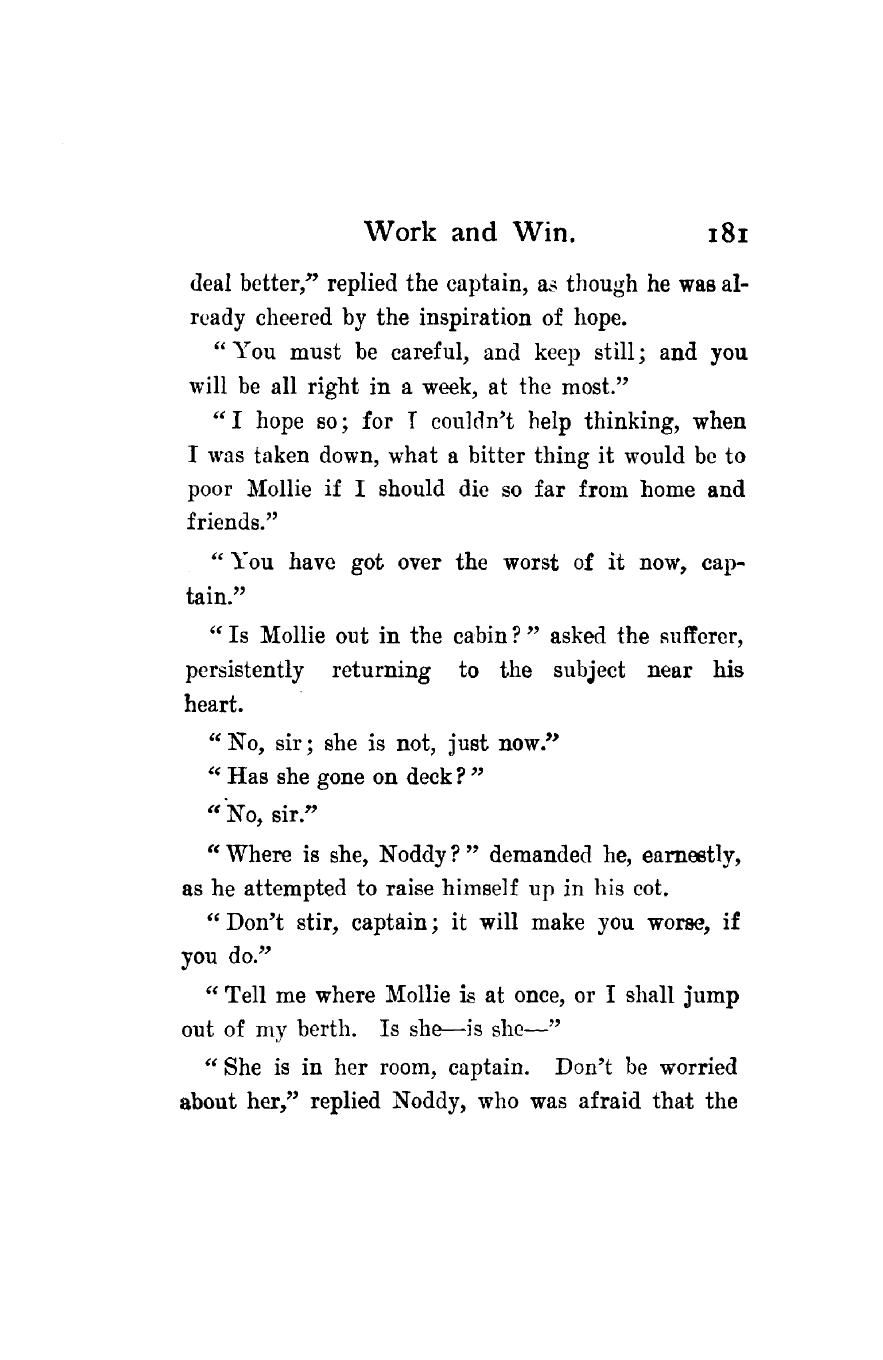 Work and Win. 181
deal better,” replied the captain, as though he was al-
ready cheered by the inspiration of hope.
“ You must be careful, and keep still; and you
will be all right in a week, at the most.”
“ I hope so; for I couldn’t help thinking, when
I was taken down, what a bitter thing it would be to
poor Mollie if I should die so far from home and
friends.”
“ You have got over the worst of it now, cap-
tain.”
“ Is Mollie out in the cabin? ” asked the sufferer,
persistently returning to the subject near his
heart.
“ No, sir; she is not, just now.”
“ Has she gone on deck? ”
“ No, sir.”
“ Where is she, Noddy? ” demanded he, earnestly,
as he attempted to raise himself up in his cot.
“ Don’t stir, captain; it will make you worse, if
you do.”
“ Tell me where Mollie is at once, or I shall jump
out of my berth. Is she—is she—”
“ She is in her room, captain. Don’t be worried
about her,” replied Noddy, who was afraid that the